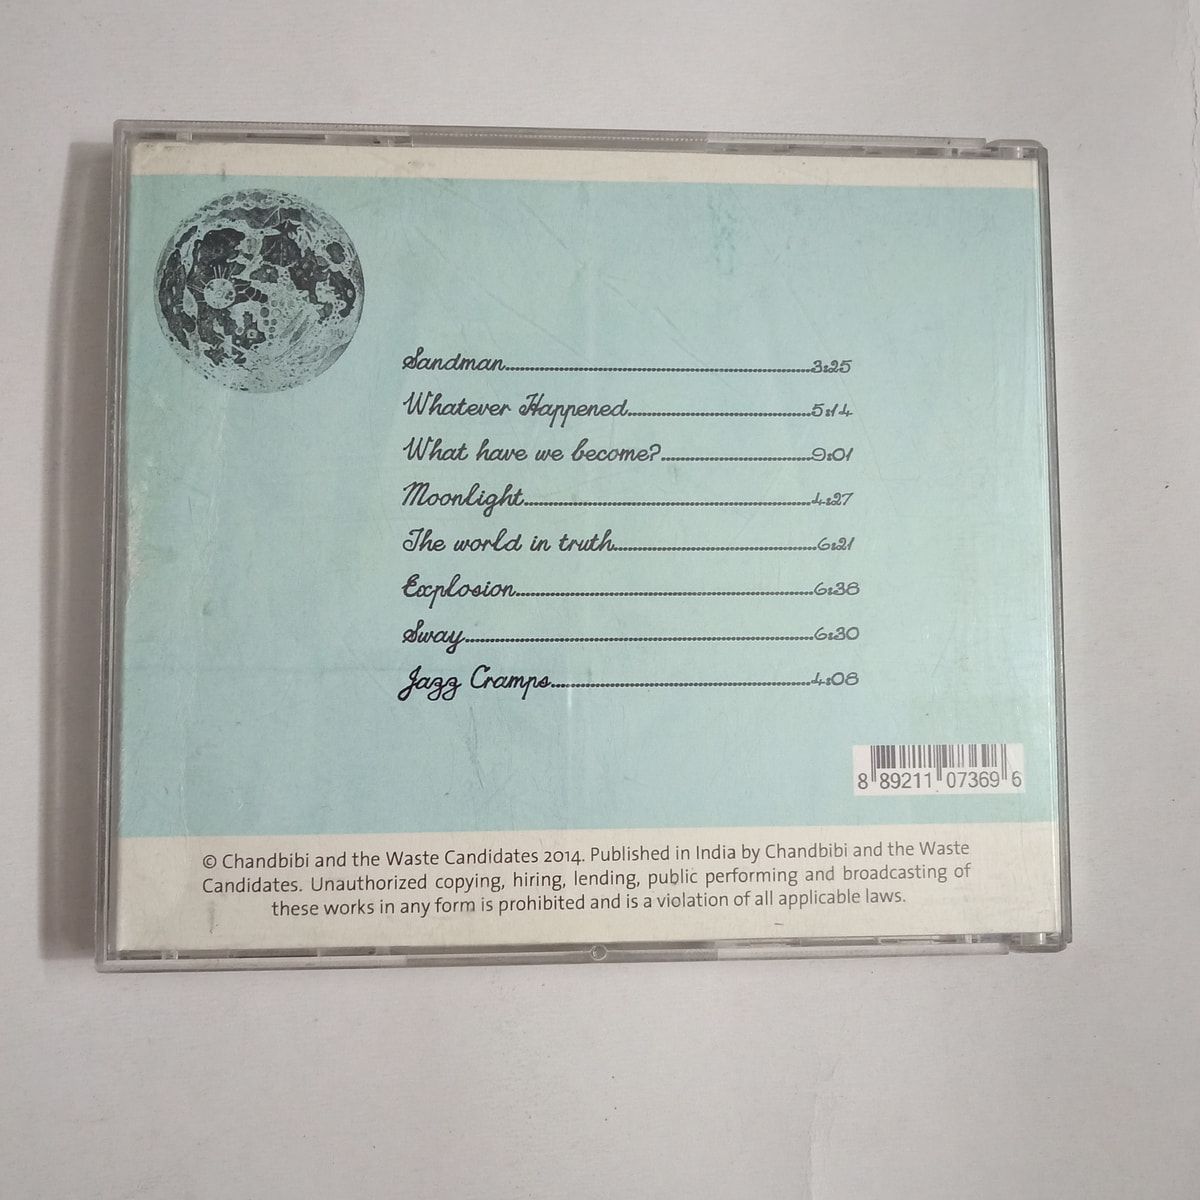 Sandman 3:25
Whatever Happened 5:14
What have we become? 9:01
Moonlight 4:27
The world in truth 6:21
Explosion 6:38
Sway 6:30
Jazz Cramps 4:08
8 89211 07369 6
© Chandbibi and the Waste Candidates 2014. Published in India by Chandbibi and the Waste
Candidates. Unauthorized copying, hiring, lending, public performing and broadcasting of
these works in any form is prohibited and is a violation of all applicable laws.